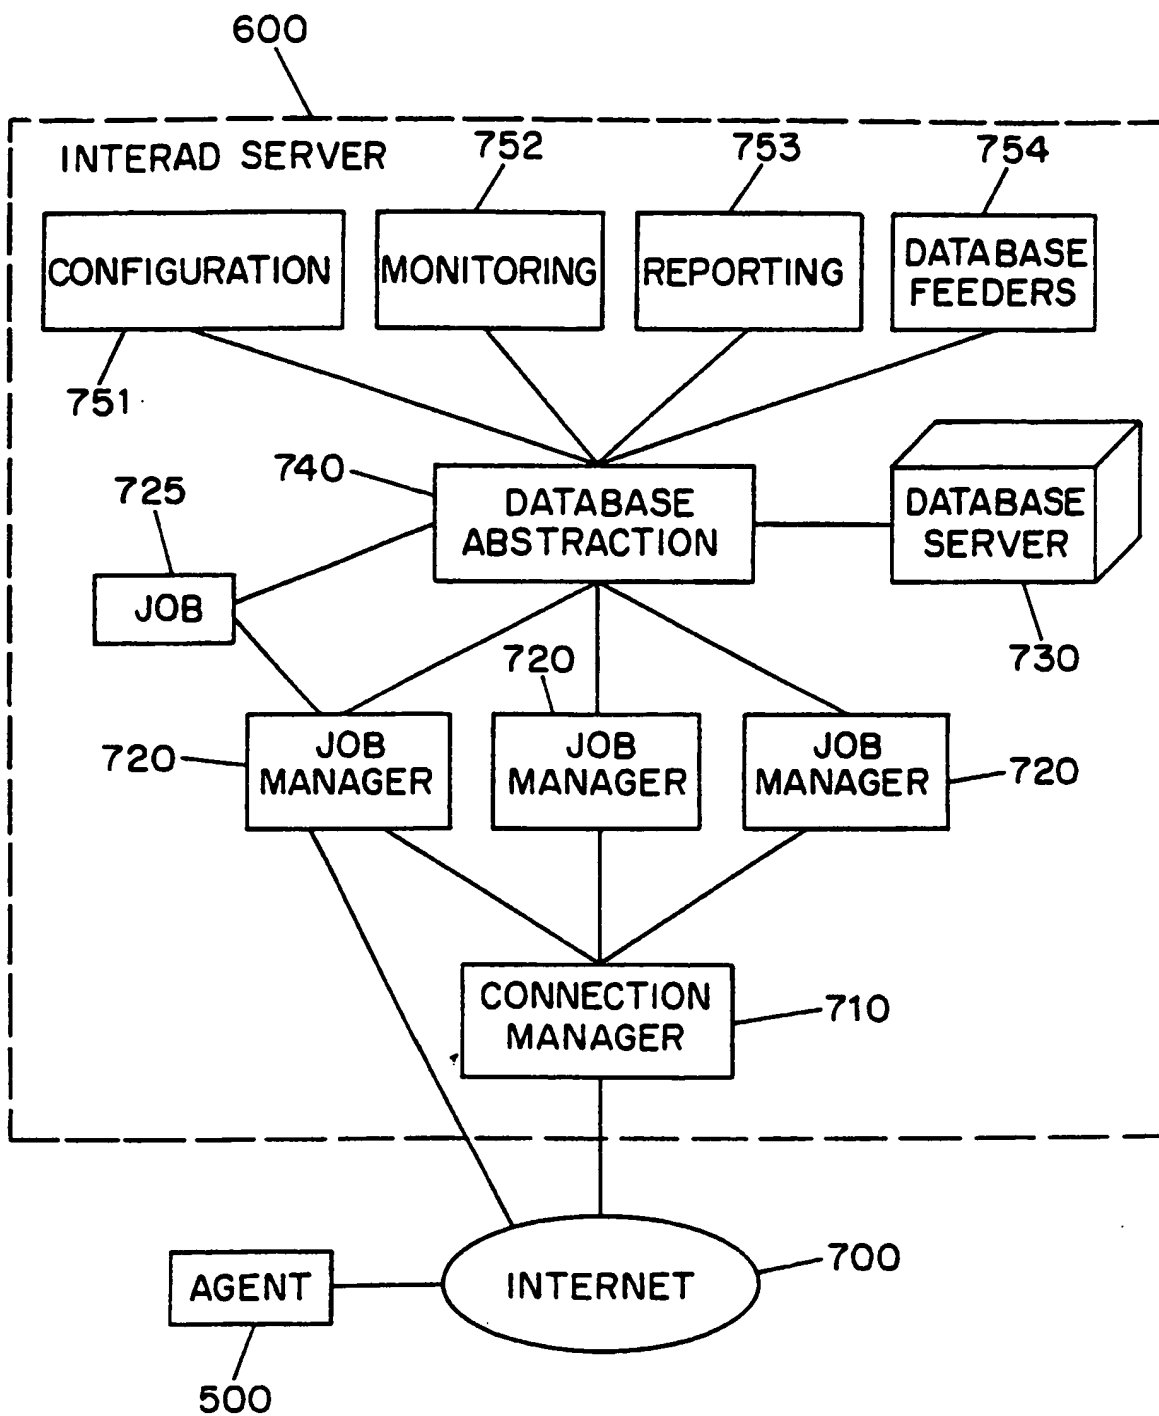 600
INTERAD SERVER
752
753
754
CONFIGURATION
MONITORING
REPORTING
DATABASE
FEEDERS
751
740
725
DATABASE
ABSTRACTION
DATABASE
SERVER
JOB
720
730
720
JOB
MANAGER
JOB
MANAGER
JOB
MANAGER
720
CONNECTION
MANAGER
710
700
INTERNET
AGENT
500